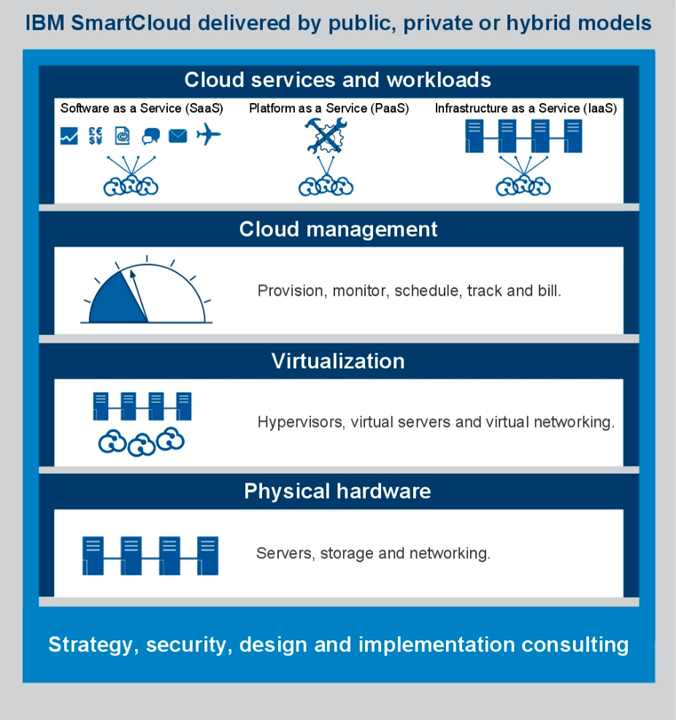 IBM SmartCloud delivered by public, private or hybrid models
Cloud services and workloads
Software as a Service (SaaS) Platform as a Service (PaaS) Infrastructure as a Service (IaaS)
£€
$¥
Cloud management
Provision, monitor, schedule, track and bill.
Virtualization
Hypervisors, virtual servers and virtual networking.
Physical hardware
Servers, storage and networking.
Strategy, security, design and implementation consulting